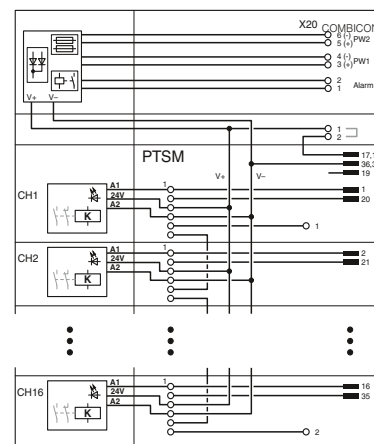 X20 COMBICON
6 (-) PW2
5 (+)
4 (-) PW1
3 (+)
2
1 Alarm
V+ V−
1
2
PTSM
17,
36,
19
V+ V−
CH1
A1 1 1
24V 20
A2
K
1
CH2
A1 1 2
24V 21
A2
K
CH16
A1 1 16
24V 35
A2
K
2